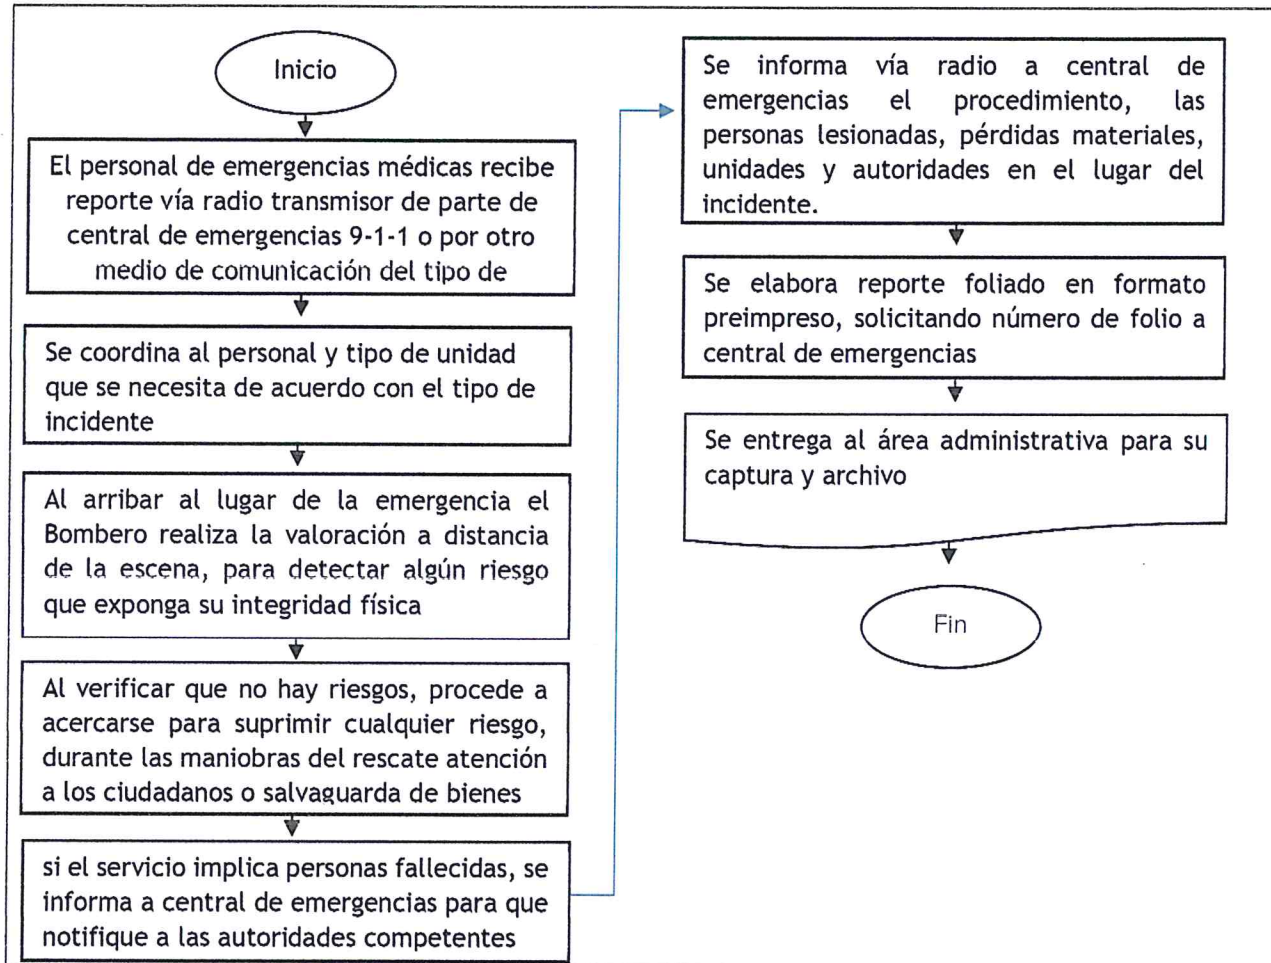 Inicio
El personal de emergencias médicas recibe
reporte vía radio transmisor de parte de
central de emergencias 9-1-1 o por otro
medio de comunicación del tipo de
Se coordina al personal y tipo de unidad
que se necesita de acuerdo con el tipo de
incidente
Al arribar al lugar de la emergencia el
Bombero realiza la valoración a distancia
de la escena, para detectar algún riesgo
que exponga su integridad física
Al verificar que no hay riesgos, procede a
acercarse para suprimir cualquier riesgo,
durante las maniobras del rescate atención
a los ciudadanos o salvaguarda de bienes
si el servicio implica personas fallecidas, se
informa a central de emergencias para que
notifique a las autoridades competentes
Se informa vía radio a central de
emergencias el procedimiento, las
personas lesionadas, pérdidas materiales,
unidades y autoridades en el lugar del
incidente.
Se elabora reporte foliado en formato
preimpreso, solicitando número de folio a
central de emergencias
Se entrega al área administrativa para su
captura y archivo
Fin